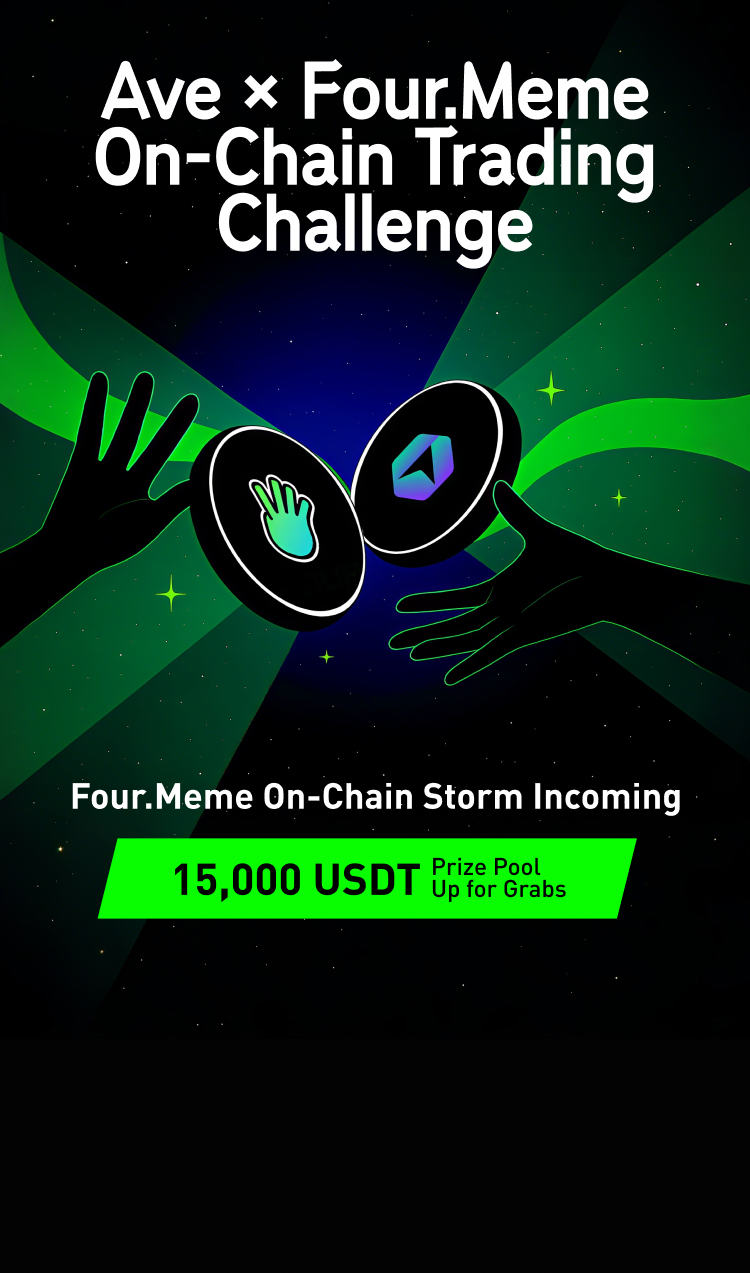 Ave × Four.Meme
On-Chain Trading
Challenge
Four.Meme On-Chain Storm Incoming
15,000 USDT
Prize Pool
Up for Grabs